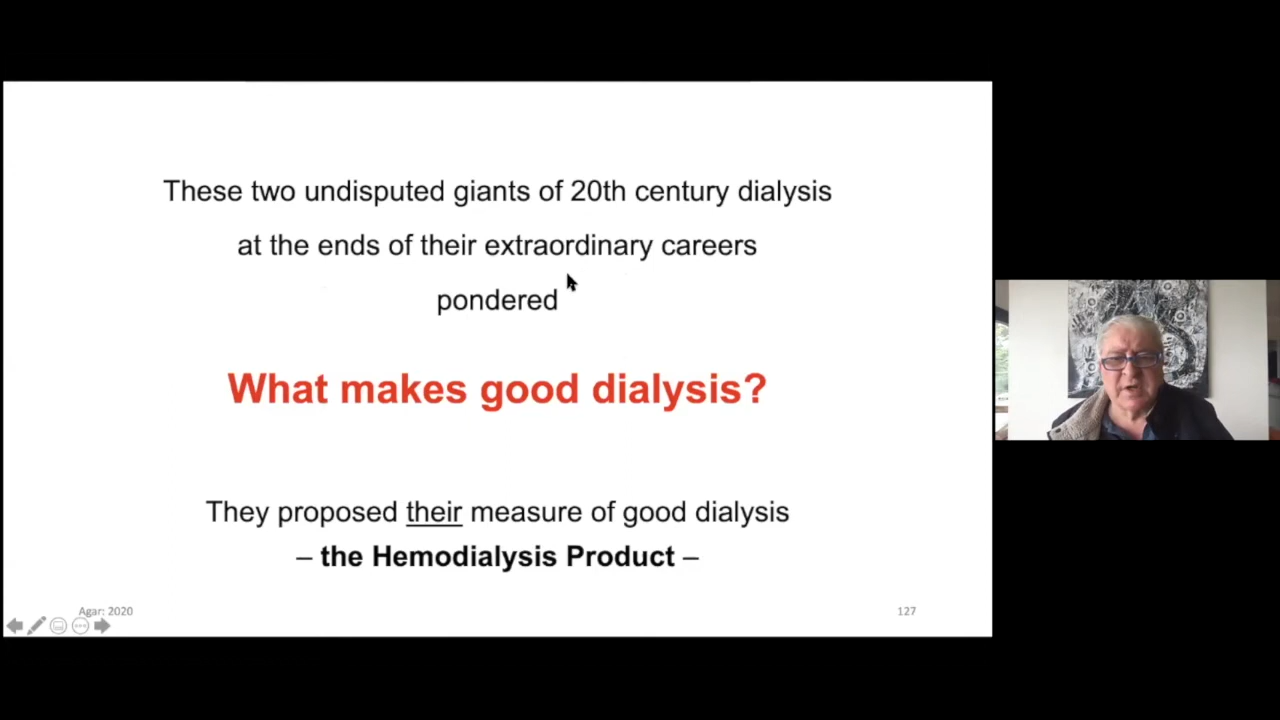 These two undisputed giants of 20th century dialysis
at the ends of their extraordinary careers
pondered
What makes good dialysis?
They proposed their measure of good dialysis
– the Hemodialysis Product –
Agar: 2020
127